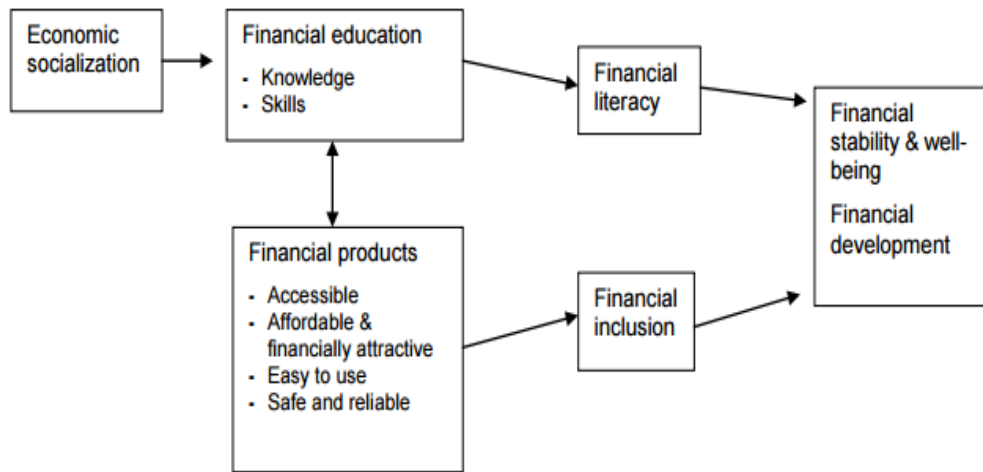 Economic
socialization
Financial education
- Knowledge
- Skills
Financial
literacy
Financial
stability & well-
being
Financial
development
Financial products
- Accessible
- Affordable &
financially attractive
- Easy to use
- Safe and reliable
Financial
inclusion